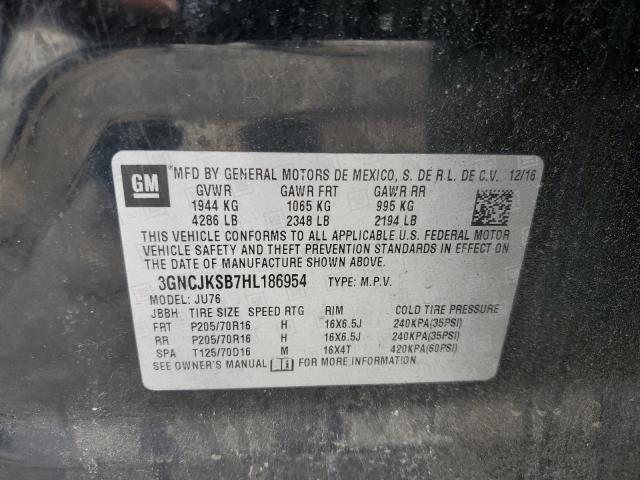 GM MFD BY GENERAL MOTORS DE MEXICO, S. DE R.L. DE C.V. 12/16
GVWR GAWR FRT GAWR RR
1944 KG 1065 KG 995 KG
4286 LB 2348 LB 2194 LB
THIS VEHICLE CONFORMS TO ALL APPLICABLE U.S. FEDERAL MOTOR
VEHICLE SAFETY AND THEFT PREVENTION STANDARDS IN EFFECT ON
THE DATE OF MANUFACTURE SHOWN ABOVE.
3GNCJKSB7HL186954 TYPE: M.P.V.
MODEL: JU76
JBBH TIRE SIZE SPEED RTG RIM COLD TIRE PRESSURE
FRT P205/70R16 H 16X6.5J 240KPA(35PSI)
RR P205/70R16 H 16X6.5J 240KPA(35PSI)
SPA T125/70D16 M 16X4T 420KPA(60PSI)
SEE OWNER'S MANUAL FOR MORE INFORMATION.